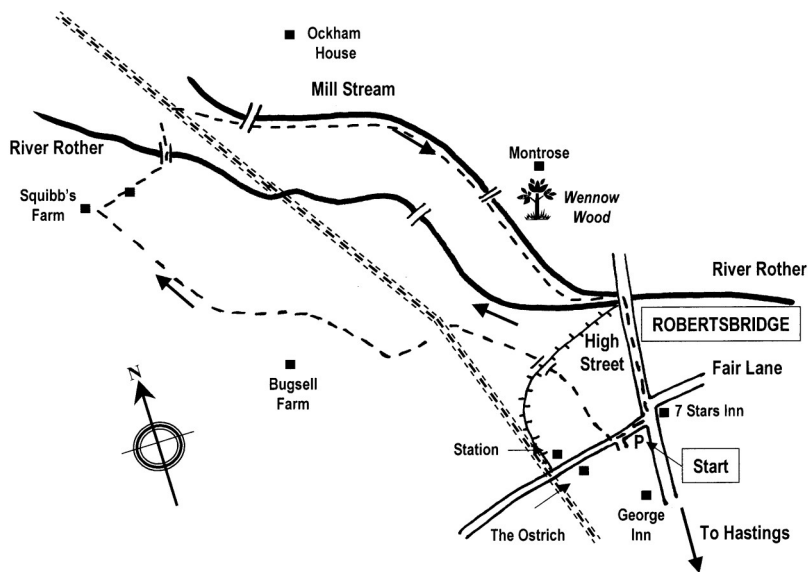 Ockham
House
Mill Stream
River Rother
Montrose
Squibb's
Farm
Wennow
Wood
River Rother
ROBERTSBRIDGE
High
Street
Fair Lane
Bugsell
Farm
N
7 Stars Inn
Station
P
Start
The Ostrich
George
Inn
To Hastings